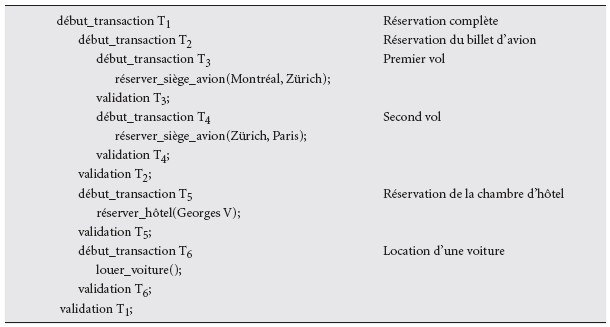 début_transaction T1 Réservation complète
début_transaction T2 Réservation du billet d’avion
début_transaction T3 Premier vol
réserver_siège_avion(Montréal, Zürich);
validation T3;
début_transaction T4 Second vol
réserver_siège_avion(Zürich, Paris);
validation T4;
validation T2;
début_transaction T5 Réservation de la chambre d’hôtel
réserver_hôtel(Georges V);
validation T5;
début_transaction T6 Location d’une voiture
louer_voiture();
validation T6;
validation T1;